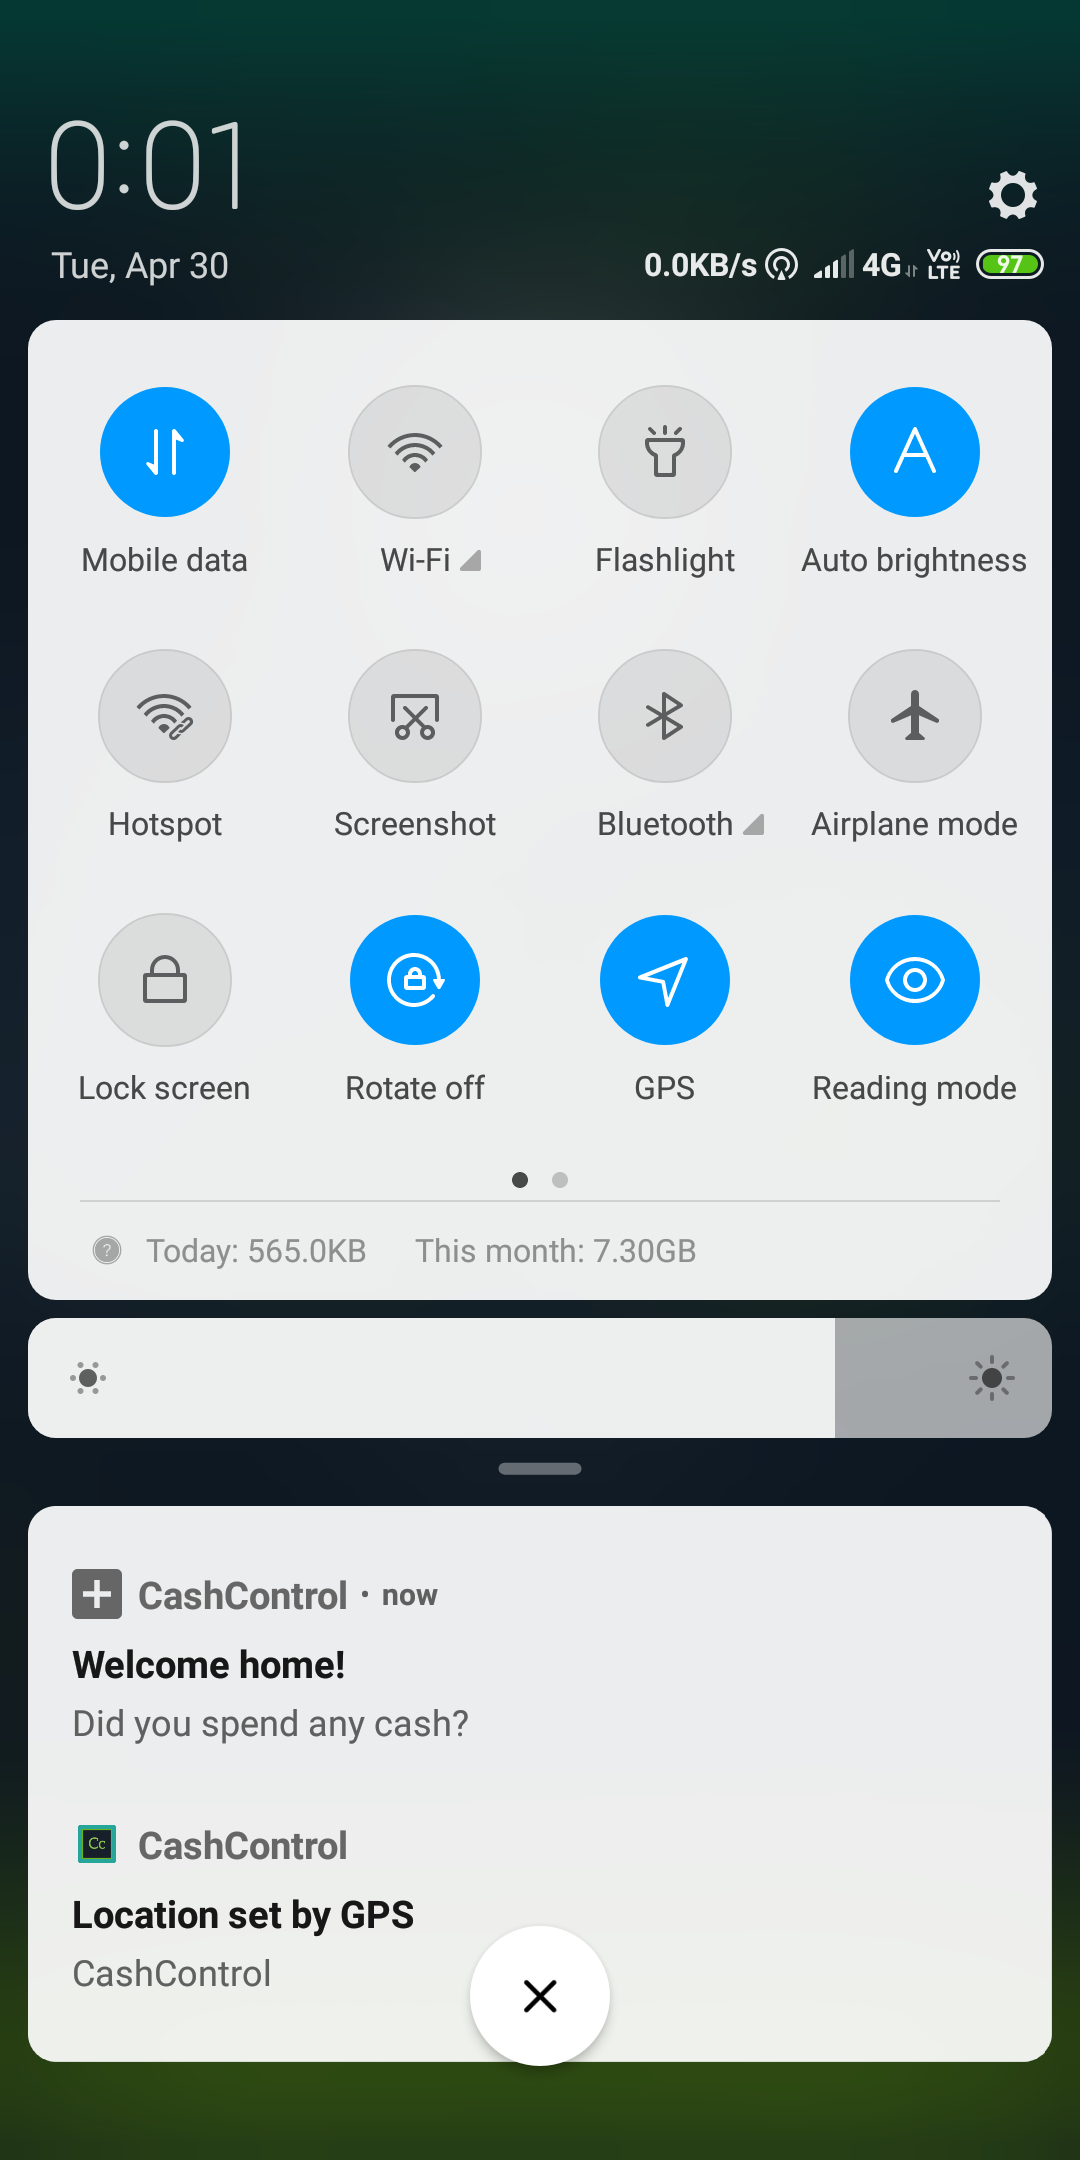 0:01
Tue, Apr 30
0.0KB/s 4G Vo)) LTE 97
Mobile data Wi-Fi Flashlight Auto brightness
Hotspot Screenshot Bluetooth Airplane mode
Lock screen Rotate off GPS Reading mode
? Today: 565.0KB This month: 7.30GB
CashControl · now
Welcome home!
Did you spend any cash?
Cc CashControl
Location set by GPS
CashControl